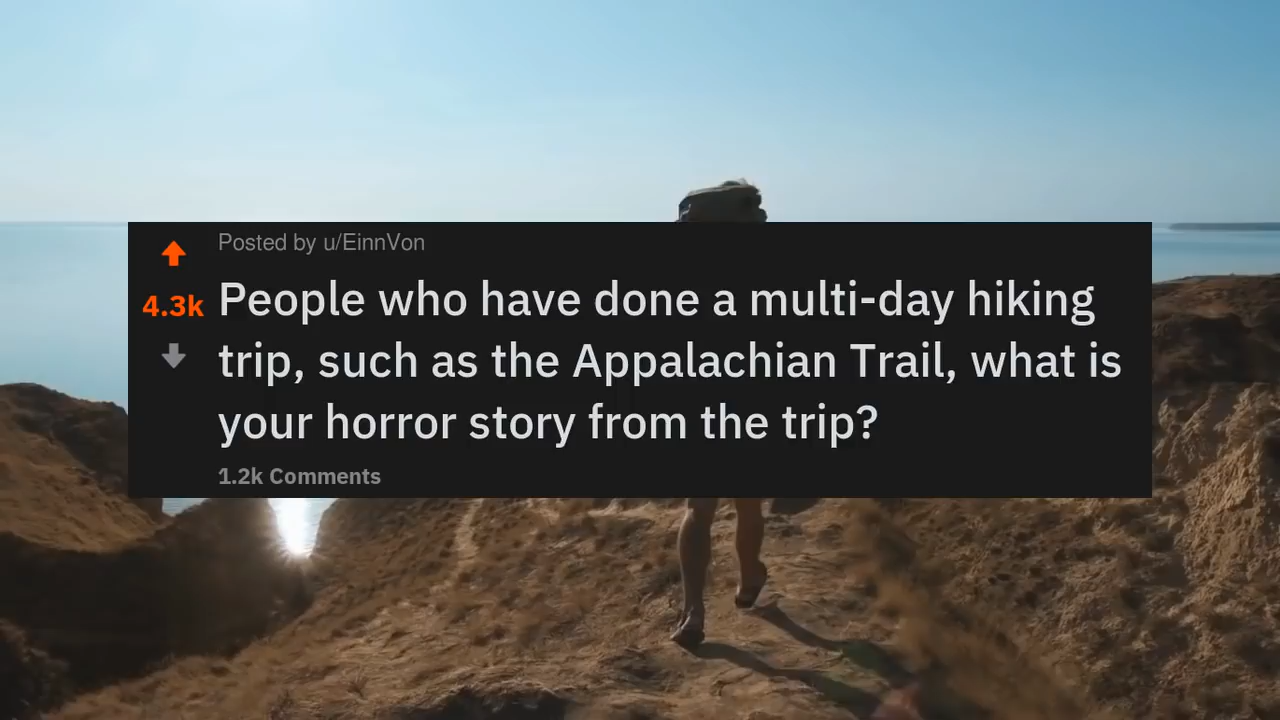 Posted by u/EinnVon
4.3k
People who have done a multi-day hiking
trip, such as the Appalachian Trail, what is
your horror story from the trip?
1.2k Comments